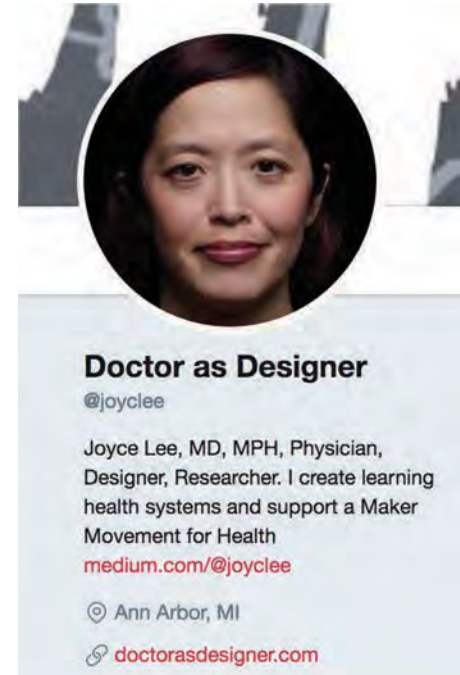 Doctor as Designer
@joyclee
Joyce Lee, MD, MPH, Physician,
Designer, Researcher. I create learning
health systems and support a Maker
Movement for Health
medium.com/@joyclee
Ann Arbor, MI
doctorasdesigner.com